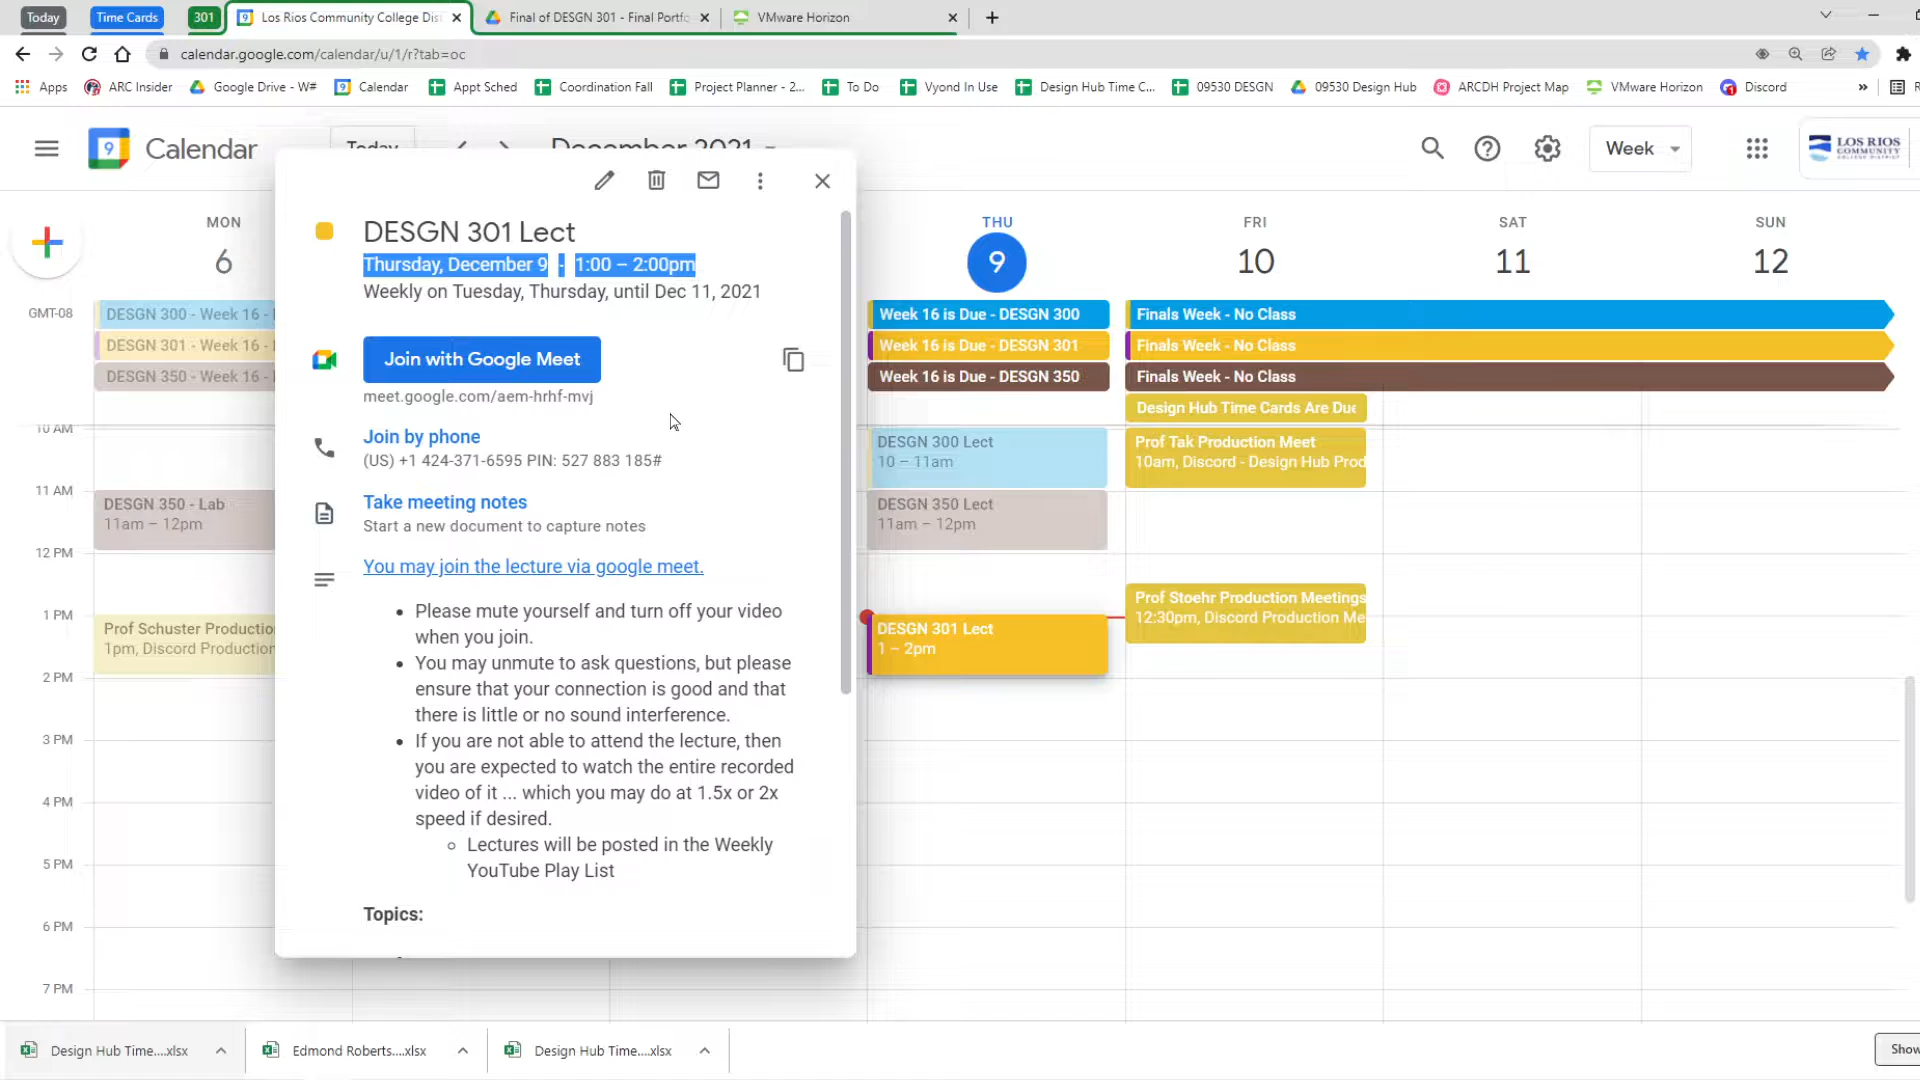 Today
Time Cards
301
Los Rios Community College Dis
Final of DESGN 301 - Final Portfo
VMware Horizon
calendar.google.com/calendar/u/1/r?tab=oc
Apps
ARC Insider
Google Drive - W#
Calendar
Appt Sched
Coordination Fall
Project Planner - 2...
To Do
Vyond In Use
Design Hub Time C...
09530 DESGN
09530 Design Hub
ARCDH Project Map
VMware Horizon
Discord
»
9
Calendar
Today
December 2021
Week
LOS RIOS
COMMUNITY
COLLEGE DISTRICT
MON
6
THU
9
FRI
10
SAT
11
SUN
12
GMT-08
DESGN 300 - Week 16 -
DESGN 301 - Week 16 -
DESGN 350 - Week 16 -
Week 16 is Due - DESGN 300
Week 16 is Due - DESGN 301
Week 16 is Due - DESGN 350
Finals Week - No Class
Finals Week - No Class
Finals Week - No Class
Design Hub Time Cards Are Due
10 AM
11 AM
12 PM
1 PM
2 PM
3 PM
4 PM
5 PM
6 PM
7 PM
DESGN 350 - Lab
11am – 12pm
Prof Schuster Productio
1pm, Discord Production
DESGN 301 Lect
Thursday, December 9 · 1:00 – 2:00pm
Weekly on Tuesday, Thursday, until Dec 11, 2021
Join with Google Meet
meet.google.com/aem-hrhf-mvj
Join by phone
(US) +1 424-371-6595 PIN: 527 883 185#
Take meeting notes
Start a new document to capture notes
You may join the lecture via google meet.
• Please mute yourself and turn off your video
when you join.
• You may unmute to ask questions, but please
ensure that your connection is good and that
there is little or no sound interference.
• If you are not able to attend the lecture, then
you are expected to watch the entire recorded
video of it ... which you may do at 1.5x or 2x
speed if desired.
○ Lectures will be posted in the Weekly
YouTube Play List
Topics:
DESGN 300 Lect
10 – 11am
DESGN 350 Lect
11am – 12pm
DESGN 301 Lect
1 – 2pm
Prof Tak Production Meet
10am, Discord - Design Hub Prod
Prof Stoehr Production Meetings
12:30pm, Discord Production Me
Design Hub Time....xlsx
Edmond Roberts....xlsx
Design Hub Time....xlsx
Show